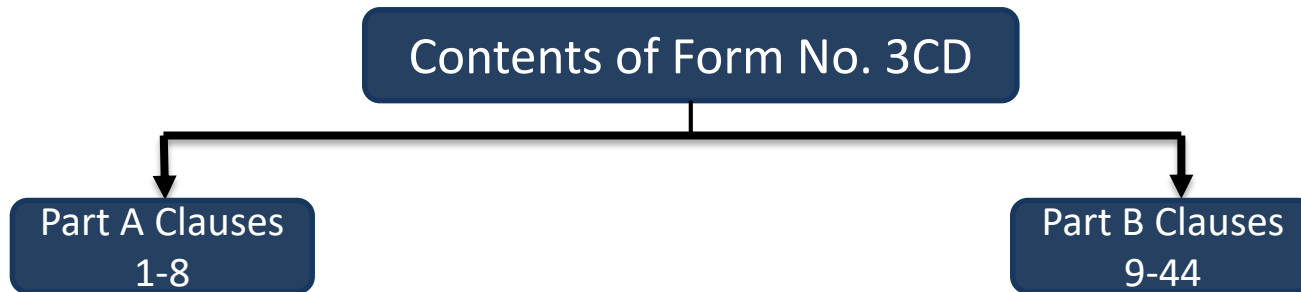 Contents of Form No. 3CD
Part A Clauses
1-8
Part B Clauses
9-44